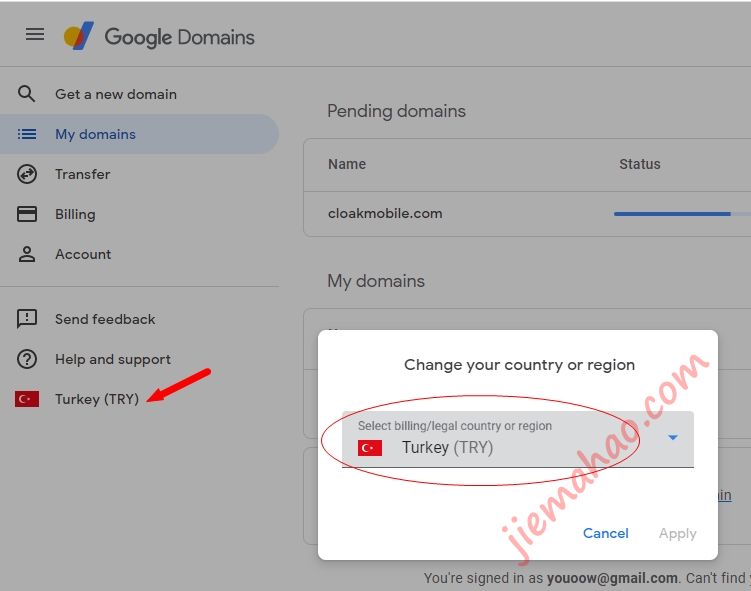 Google Domains
Get a new domain
My domains
Transfer
Billing
Account
Send feedback
Help and support
Turkey (TRY)
Pending domains
Name Status
cloakmobile.com
My domains
Change your country or region
Select billing/legal country or region
Turkey (TRY)
Cancel Apply
jiemahao.com
You're signed in as youoow@gmail.com. Can't find